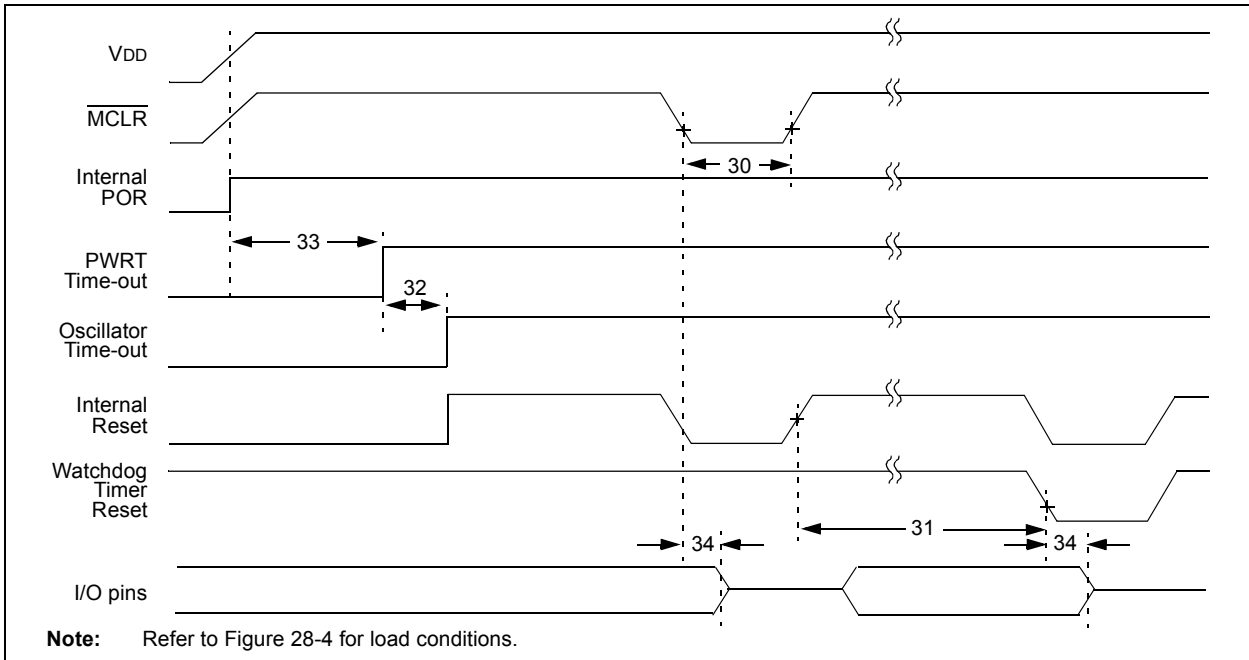 VDD
MCLR
30
Internal
POR
33
PWRT
Time-out
32
Oscillator
Time-out
Internal
Reset
Watchdog
Timer
Reset
31
34
34
I/O pins
Note: Refer to Figure 28-4 for load conditions.